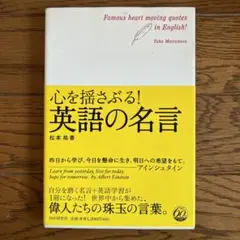 Famous heart moving quotes
in English!
Yuka Matsumoto
心を揺さぶる!
英語の名言
松本祐香
昨日から学び、今日を懸命に生き、明日への希望をもて。
Learn from yesterday, live for today,
hope for tomorrow. by Albert Einstein
——アインシュタイン
自分を磨く名言+英語学習が
1冊になった! 世界中から集めた、
偉人たちの珠玉の言葉。